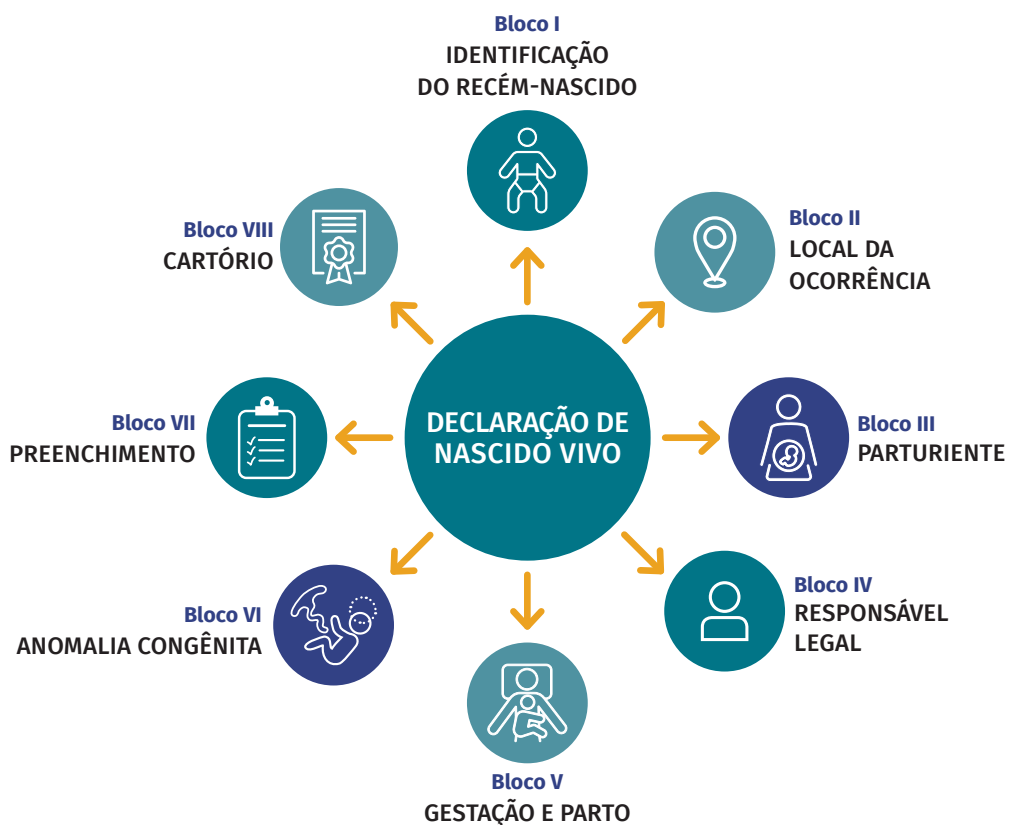 Bloco I
IDENTIFICAÇÃO
DO RECÉM-NASCIDO
Bloco II
LOCAL DA
OCORRÊNCIA
Bloco III
PARTURIENTE
Bloco IV
RESPONSÁVEL
LEGAL
Bloco V
GESTAÇÃO E PARTO
Bloco VI
ANOMALIA CONGÊNITA
Bloco VII
PREENCHIMENTO
Bloco VIII
CARTÓRIO
DECLARAÇÃO DE
NASCIDO VIVO